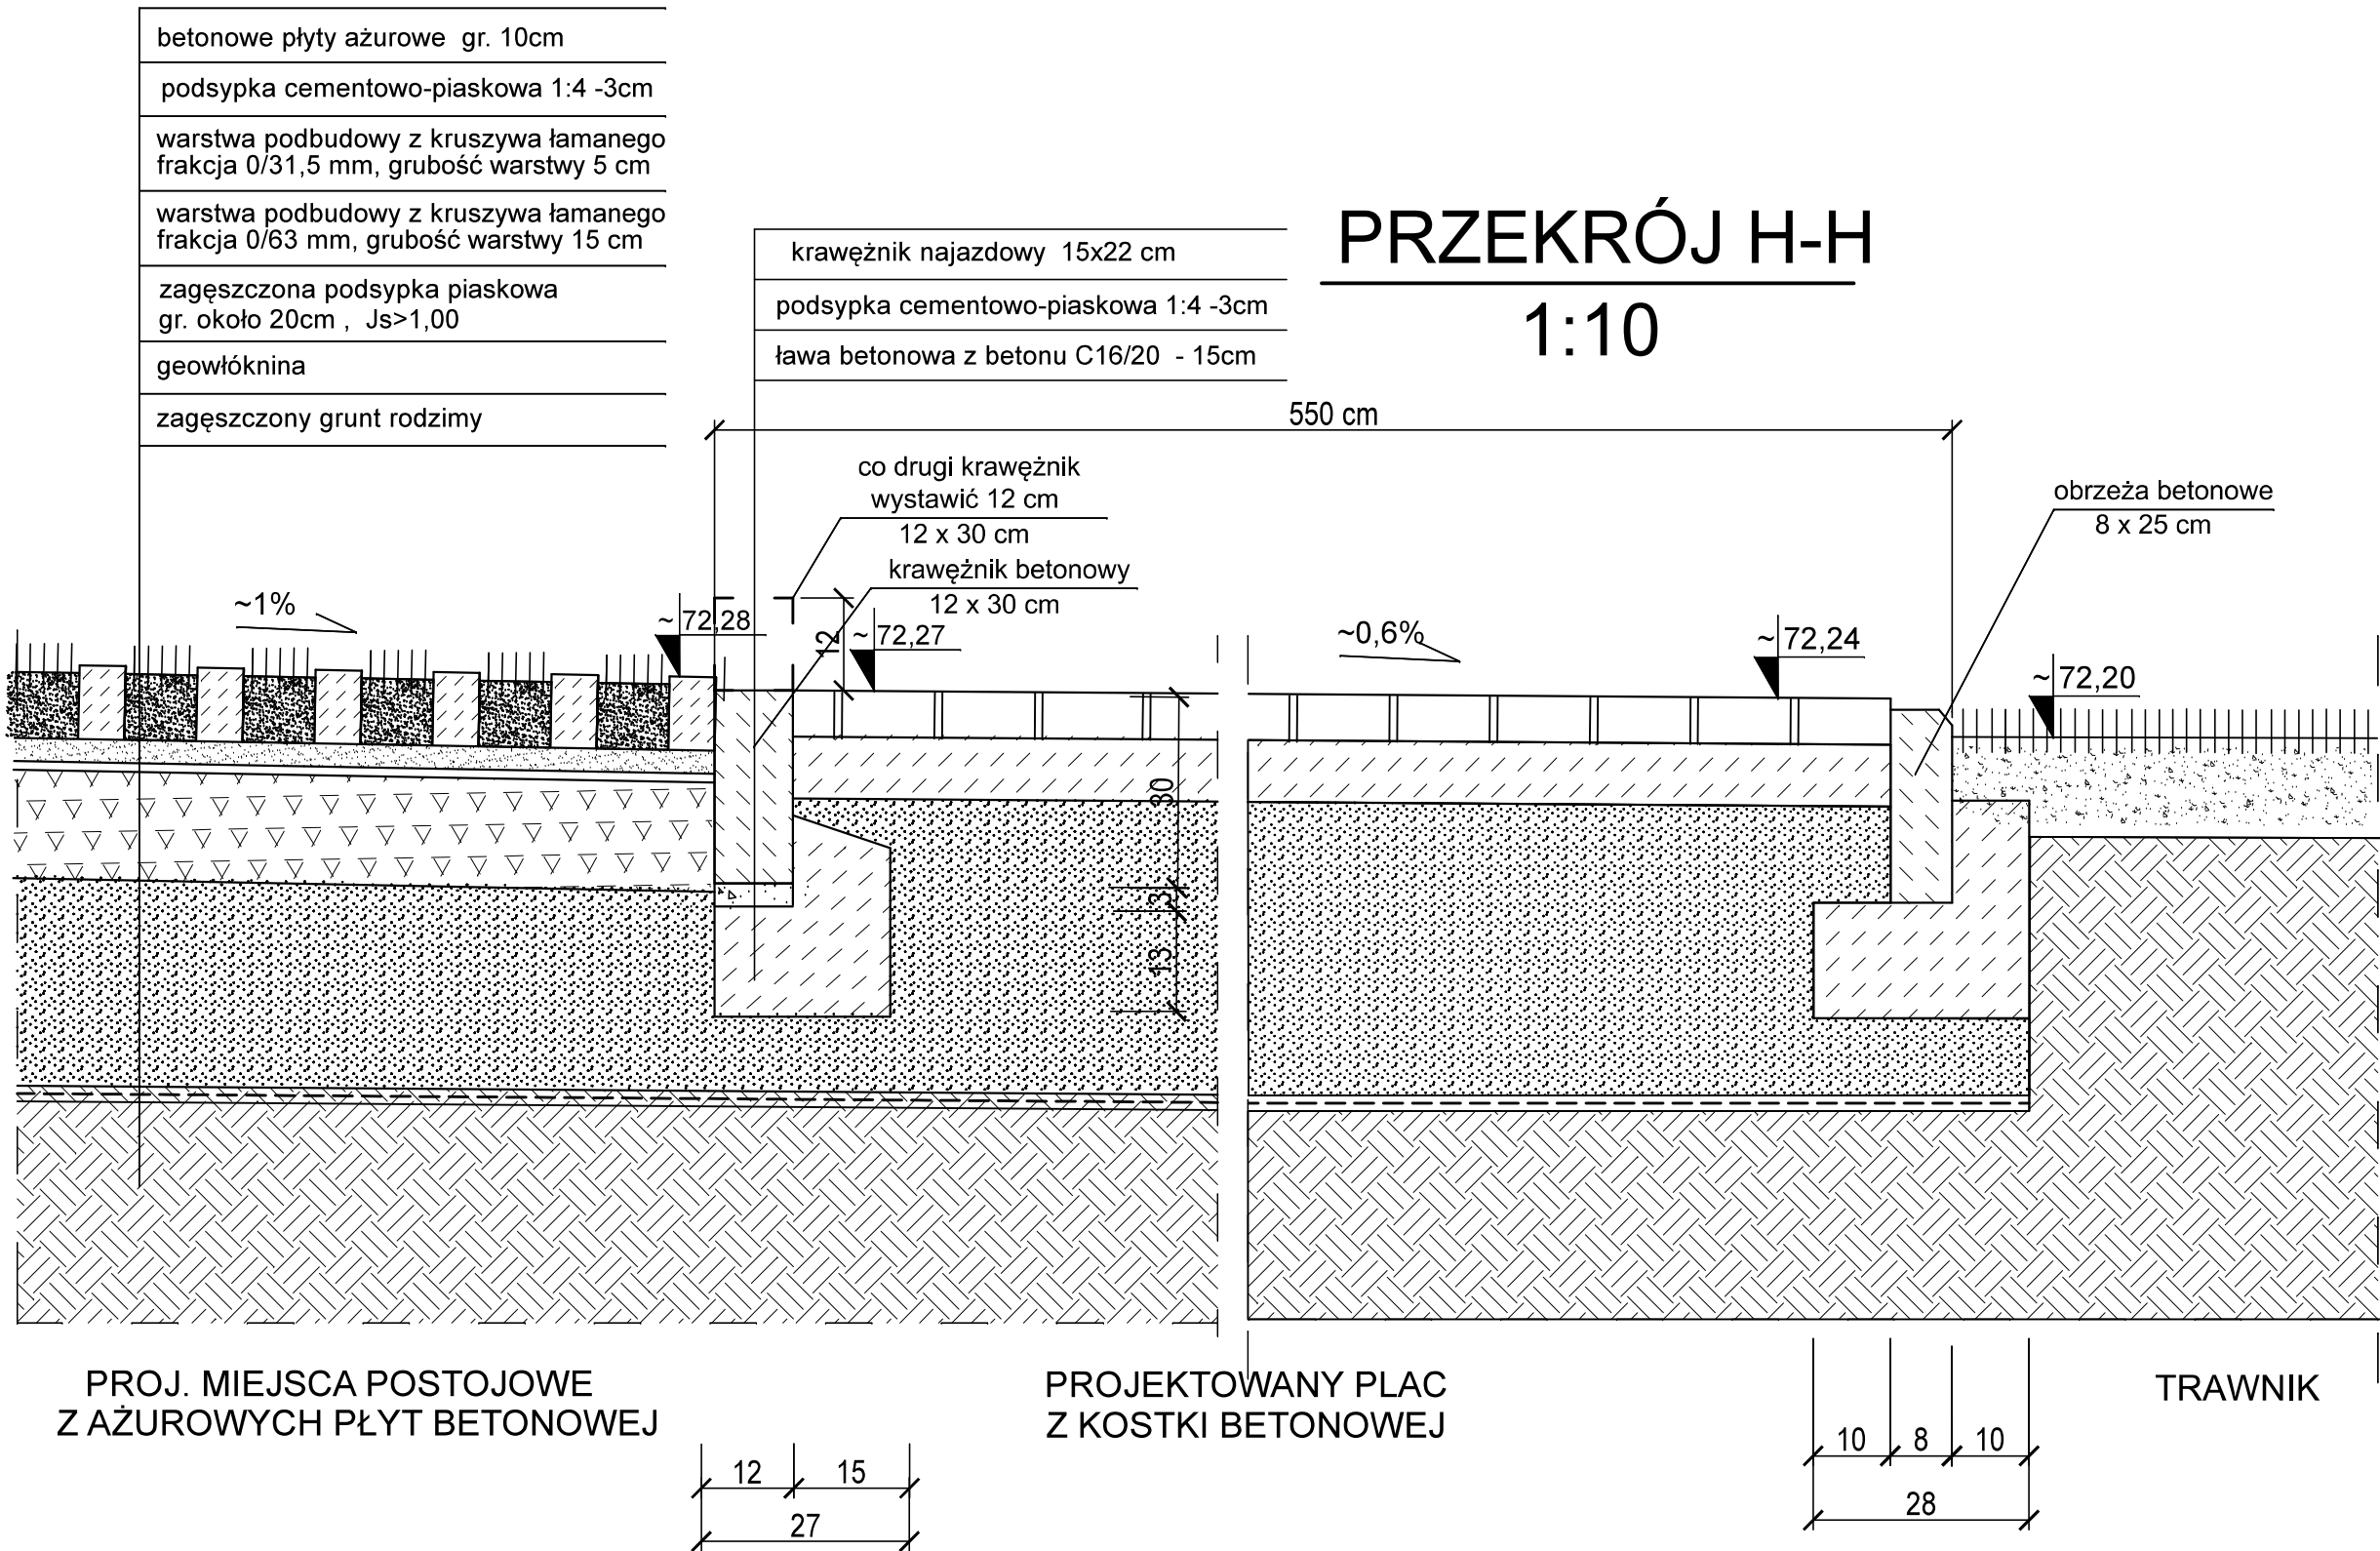 betonowe płyty ażurowe gr. 10cm
podsypka cementowo-piaskowa 1:4 -3cm
warstwa podbudowy z kruszywa łamanego
frakcja 0/31,5 mm, grubość warstwy 5 cm
warstwa podbudowy z kruszywa łamanego
frakcja 0/63 mm, grubość warstwy 15 cm
zagęszczona podsypka piaskowa
gr. około 20cm , Js>1,00
geowłóknina
zagęszczony grunt rodzimy
krawężnik najazdowy 15x22 cm
podsypka cementowo-piaskowa 1:4 -3cm
ława betonowa z betonu C16/20 - 15cm
PRZEKRÓJ H-H
1:10
550 cm
co drugi krawężnik
wystawić 12 cm
12 x 30 cm
krawężnik betonowy
12 x 30 cm
obrzeża betonowe
8 x 25 cm
~1%
~ 72,28
12
~ 72,27
~0,6%
~ 72,24
~ 72,20
30
3
13
PROJ. MIEJSCA POSTOJOWE
Z AŻUROWYCH PŁYT BETONOWEJ
PROJEKTOWANY PLAC
Z KOSTKI BETONOWEJ
TRAWNIK
12 15
27
10 8 10
28